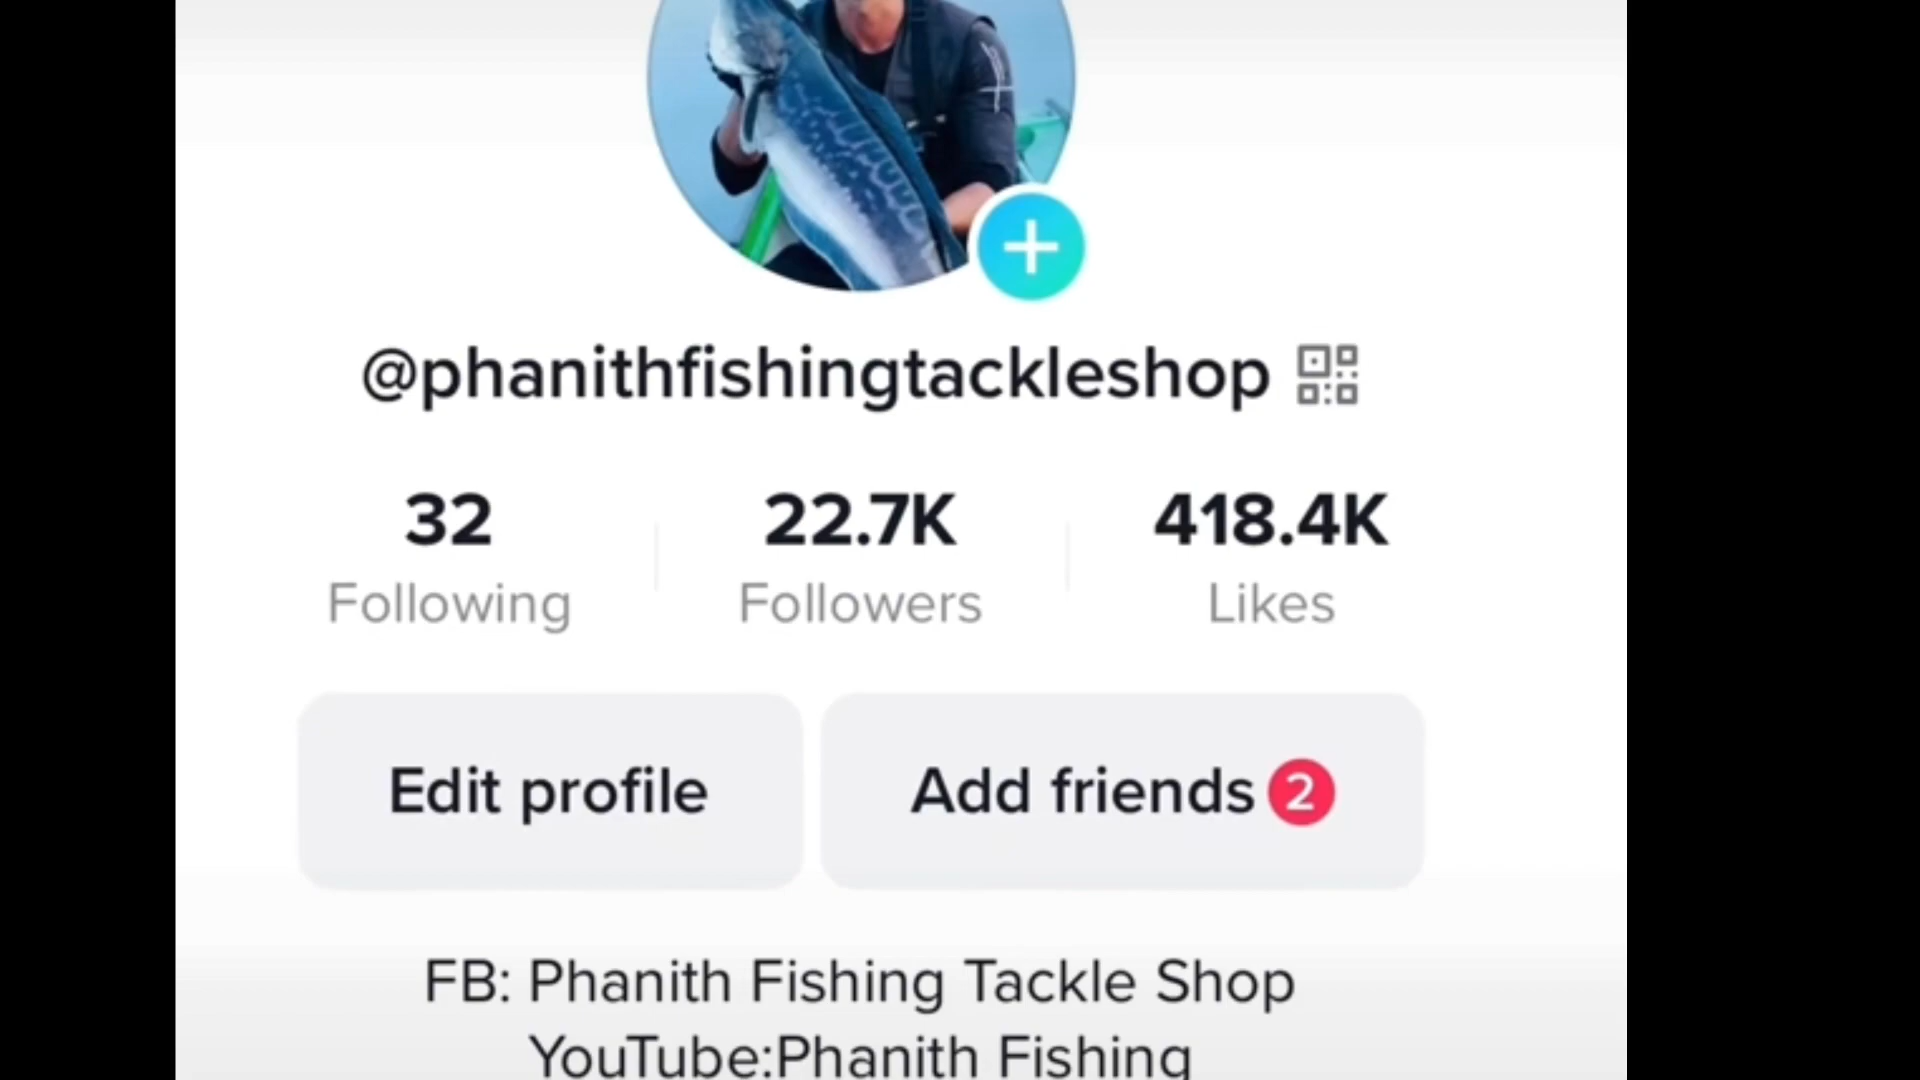 @phanithfishingtackleshop
32 22.7K 418.4K
Following Followers Likes
Edit profile Add friends 2
FB: Phanith Fishing Tackle Shop
YouTube:Phanith Fishing